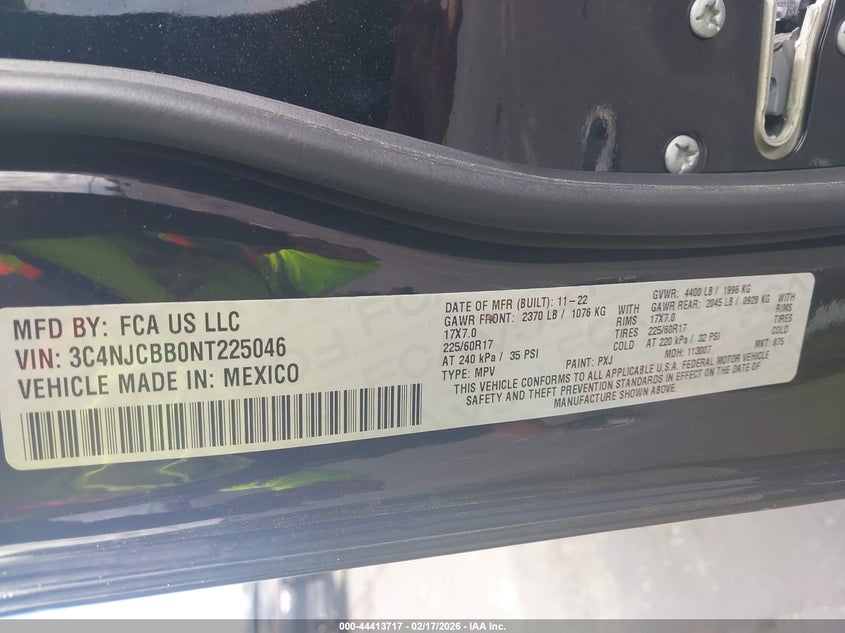 MFD BY: FCA US LLC
VIN: 3C4NJCBB0NT225046
VEHICLE MADE IN: MEXICO
DATE OF MFR (BUILT): 11-22 GVWR: 4400 LB / 1996 KG
GAWR FRONT: 2370 LB / 1076 KG WITH GAWR REAR: 2045 LB / 0928 KG WITH
17X7.0 RIMS 17X7.0 RIMS
225/60R17 TIRES 225/60R17 TIRES
AT 240 kPa / 35 PSI COLD AT 220 kPa / 32 PSI COLD
TYPE: MPV PAINT: PXJ MDH: 113007 MKT: 875
THIS VEHICLE CONFORMS TO ALL APPLICABLE U.S.A. FEDERAL MOTOR VEHICLE
SAFETY AND THEFT PREVENTION STANDARDS IN EFFECT ON THE DATE OF
MANUFACTURE SHOWN ABOVE.
000-44413717 - 02/17/2026 - IAA Inc.